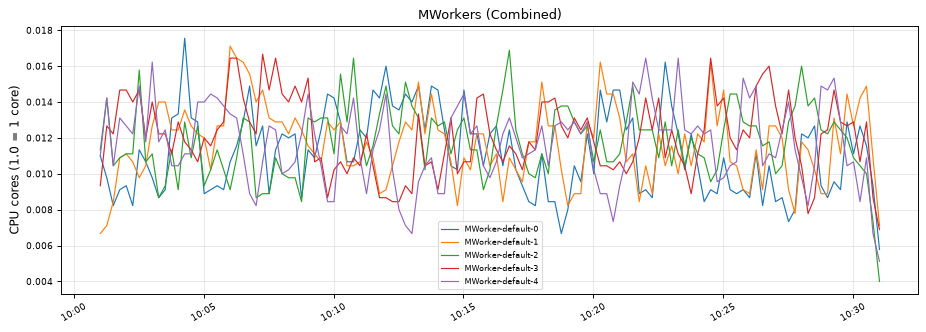 MWorkers (Combined)
CPU cores (1.0 = 1 core)
0.018
0.016
0.014
0.012
0.010
0.008
0.006
0.004
MWorker-default-0
MWorker-default-1
MWorker-default-2
MWorker-default-3
MWorker-default-4
10:00
10:05
10:10
10:15
10:20
10:25
10:30